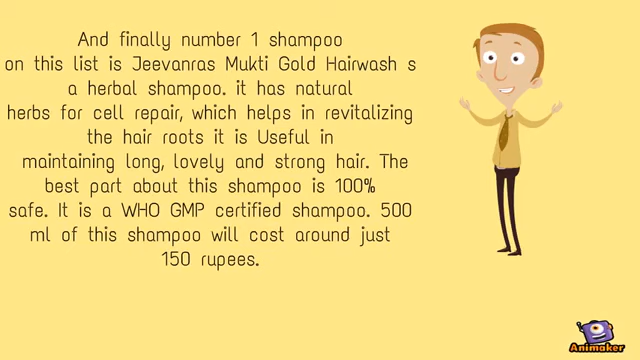 And finally number 1 shampoo
on this list is Jeevanras Mukti Gold Hairwash s
a herbal shampoo. it has natural
herbs for cell repair, which helps in revitalizing
the hair roots it is Useful in
maintaining long, lovely and strong hair. The
best part about this shampoo is 100%
safe. It is a WHO GMP certified shampoo. 500
ml of this shampoo will cost around just
150 rupees.
Animaker